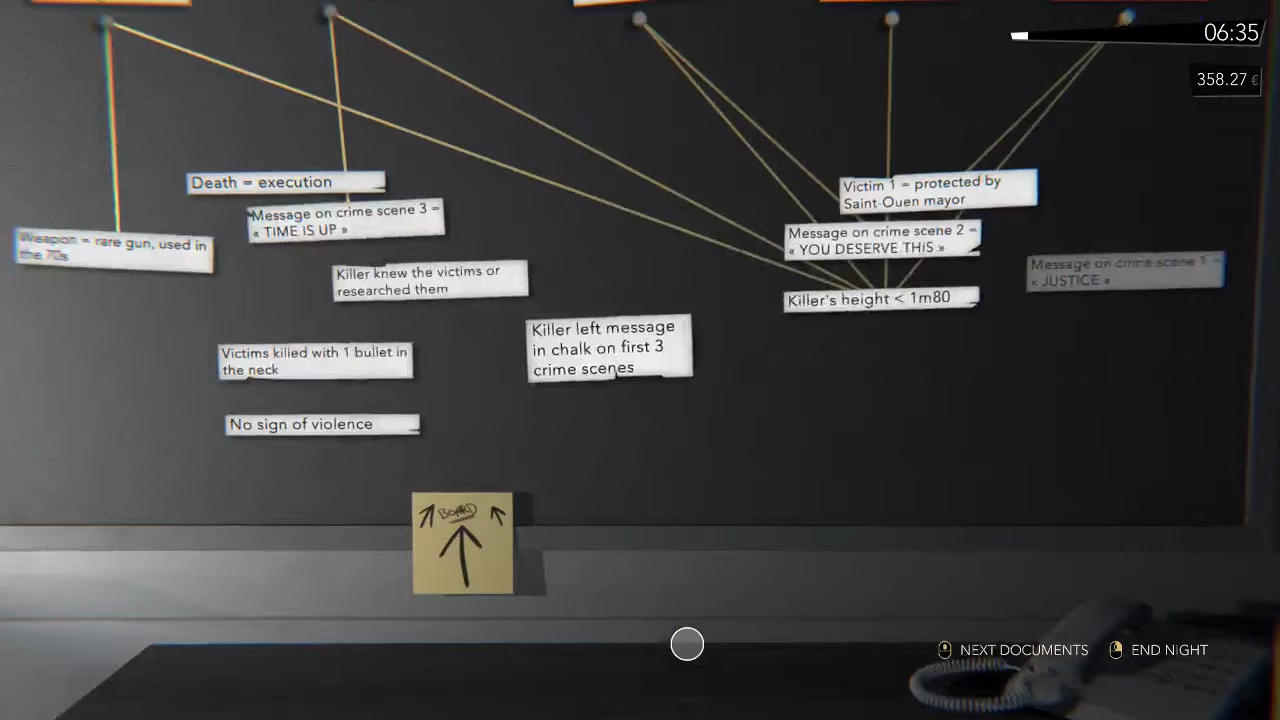 06:35
358.27 €
Death = execution
Victim 1 = protected by
Saint-Ouen mayor
Message on crime scene 3 =
« TIME IS UP »
Weapon = rare gun, used in
the 70s
Message on crime scene 2 =
« YOU DESERVE THIS »
Message on crime scene 1 =
« JUSTICE »
Killer knew the victims or
researched them
Killer's height < 1m80
Killer left message
in chalk on first 3
crime scenes
Victims killed with 1 bullet in
the neck
No sign of violence
BOARD
NEXT DOCUMENTS
END NIGHT